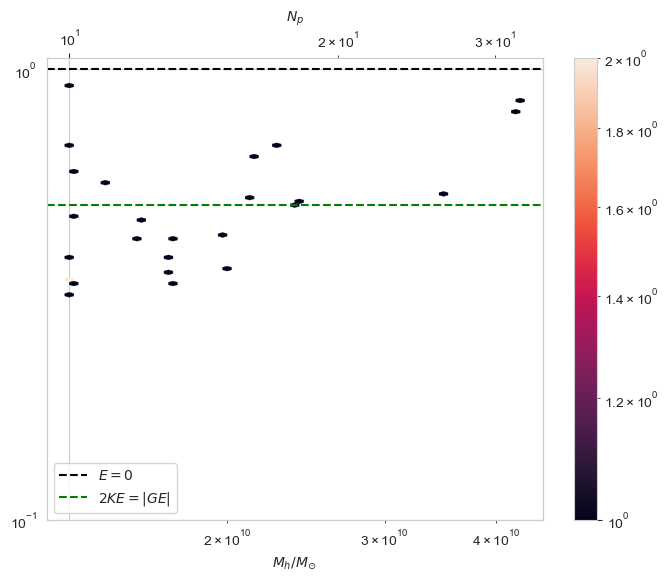 N_p
10^1 2 × 10^1 3 × 10^1
10^0
10^-1
2 × 10^0
1.8 × 10^0
1.6 × 10^0
1.4 × 10^0
1.2 × 10^0
10^0
E = 0
2KE = |GE|
2 × 10^10 3 × 10^10 4 × 10^10
M_h/M_⊙